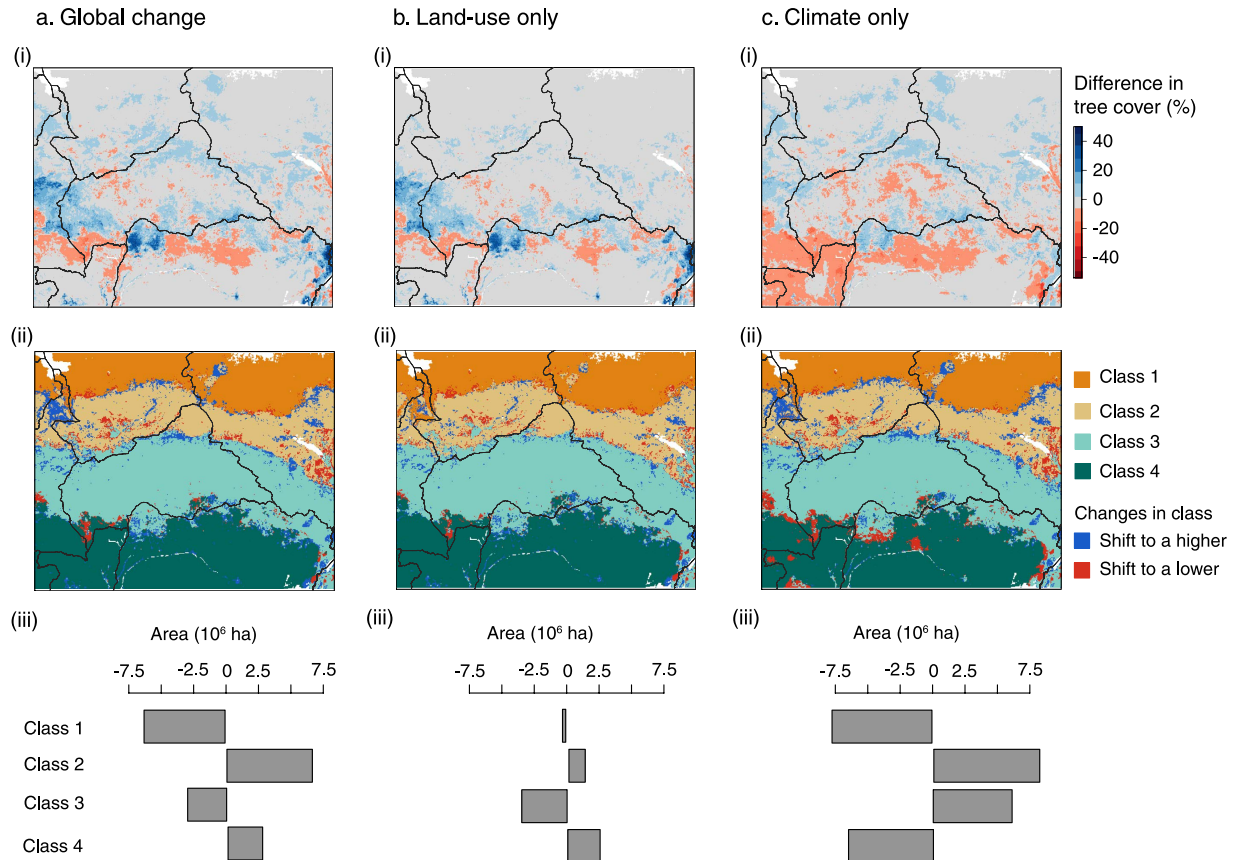 a. Global change
b. Land-use only
c. Climate only
(i)
(i)
(i)
Difference in
tree cover (%)
40
20
0
-20
-40
(ii)
(ii)
(ii)
Class 1
Class 2
Class 3
Class 4
Changes in class
Shift to a higher
Shift to a lower
(iii)
(iii)
(iii)
Area (10⁶ ha)
Area (10⁶ ha)
Area (10⁶ ha)
-7.5 -2.5 0 2.5 7.5
-7.5 -2.5 0 2.5 7.5
-7.5 -2.5 0 2.5 7.5
Class 1
Class 2
Class 3
Class 4